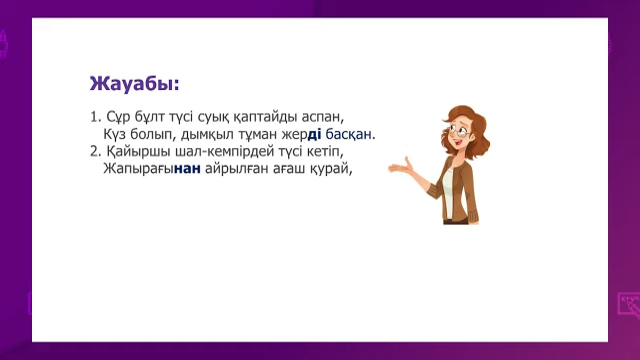 Жауабы:
1. Сұр бұлт түсі суық қаптайды аспан,
Күз болып, дымқыл тұман жерді басқан.
2. Қайыршы шал-кемпірдей түсі кетіп,
Жапырағынан айрылған ағаш қурай,